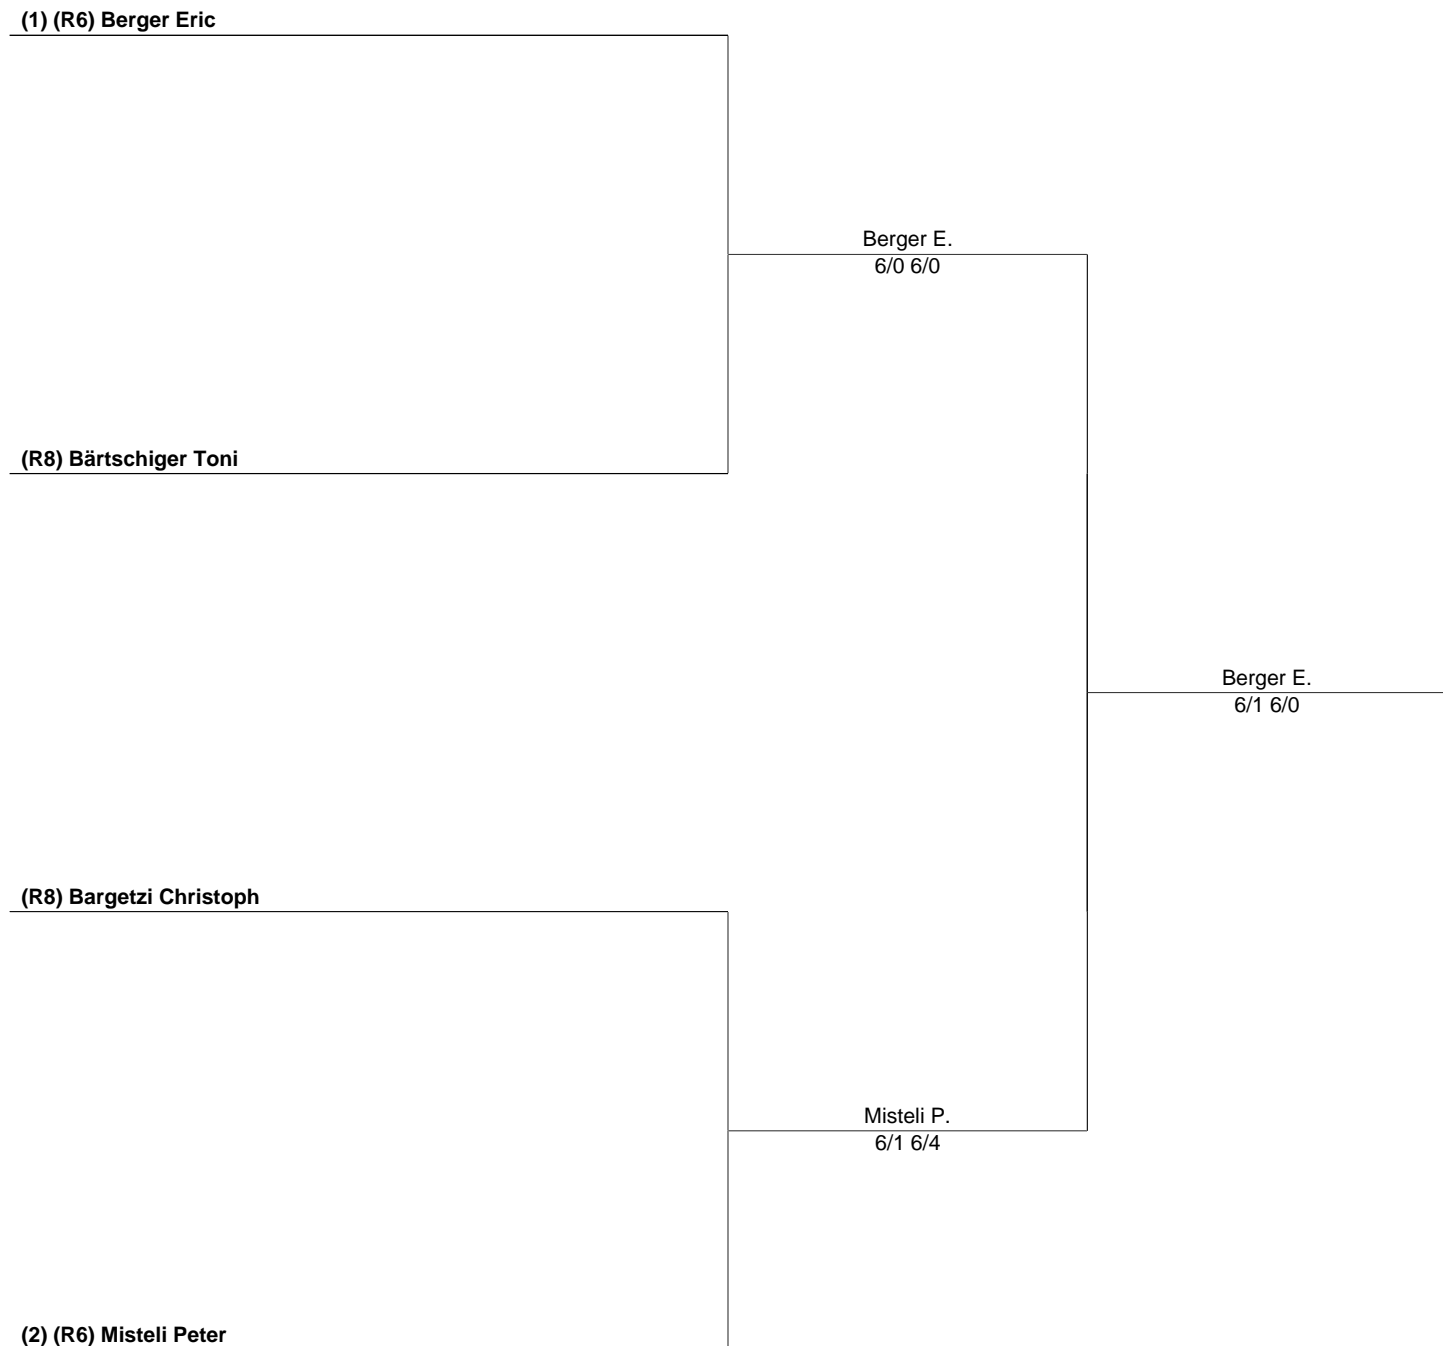 (1) (R6) Berger Eric
Berger E.
6/0 6/0
(R8) Bärtschiger Toni
Berger E.
6/1 6/0
(R8) Bargetzi Christoph
Misteli P.
6/1 6/4
(2) (R6) Misteli Peter